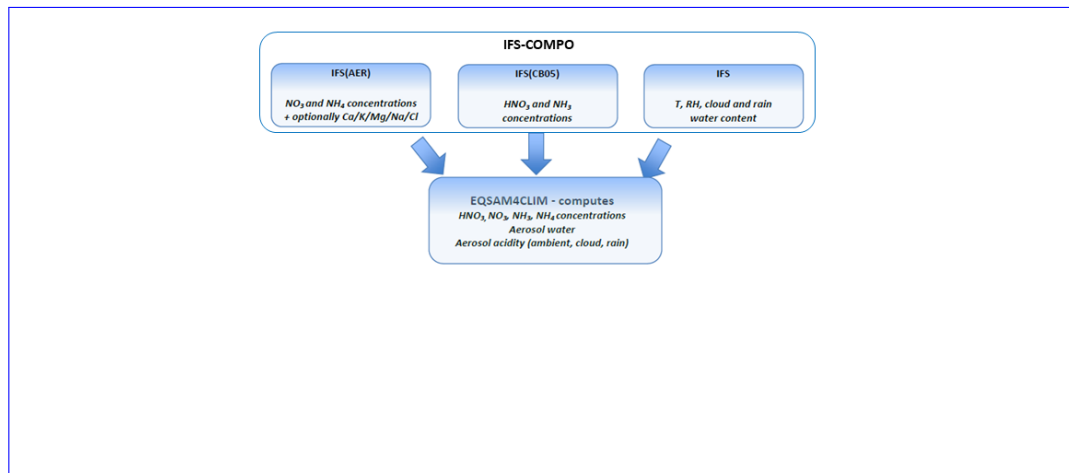 IFS-COMPO
IFS(AER)
NO₃ and NH₄ concentrations
+ optionally Ca/K/Mg/Na/Cl
IFS(CB05)
HNO₃ and NH₃
concentrations
IFS
T, RH, cloud and rain
water content
EQSAM4CLIM - computes
HNO₃, NO₃, NH₃, NH₄ concentrations
Aerosol water
Aerosol acidity (ambient, cloud, rain)